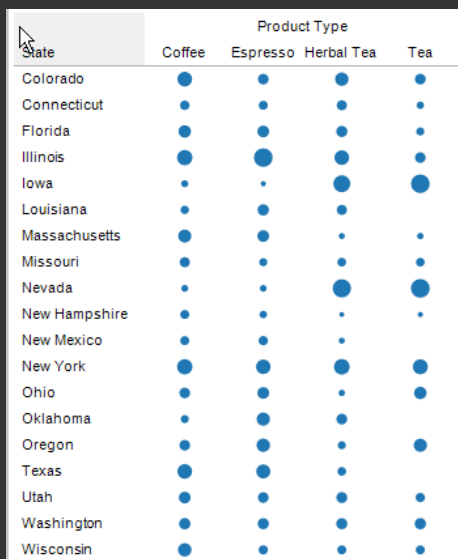 Product Type
State Coffee Espresso Herbal Tea Tea
Colorado
Connecticut
Florida
Illinois
Iowa
Louisiana
Massachusetts
Missouri
Nevada
New Hampshire
New Mexico
New York
Ohio
Oklahoma
Oregon
Texas
Utah
Washington
Wisconsin